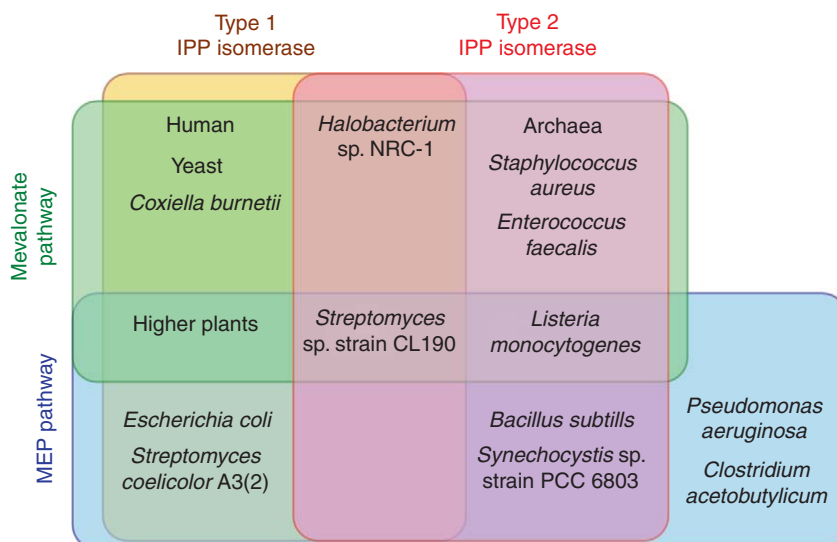 Type 1
IPP isomerase
Type 2
IPP isomerase
Mevalonate
pathway
MEP pathway
Human
Yeast
Coxiella burnetii
Halobacterium
sp. NRC-1
Archaea
Staphylococcus
aureus
Enterococcus
faecalis
Higher plants
Streptomyces
sp. strain CL190
Listeria
monocytogenes
Escherichia coli
Streptomyces
coelicolor A3(2)
Bacillus subtills
Synechocystis sp.
strain PCC 6803
Pseudomonas
aeruginosa
Clostridium
acetobutylicum